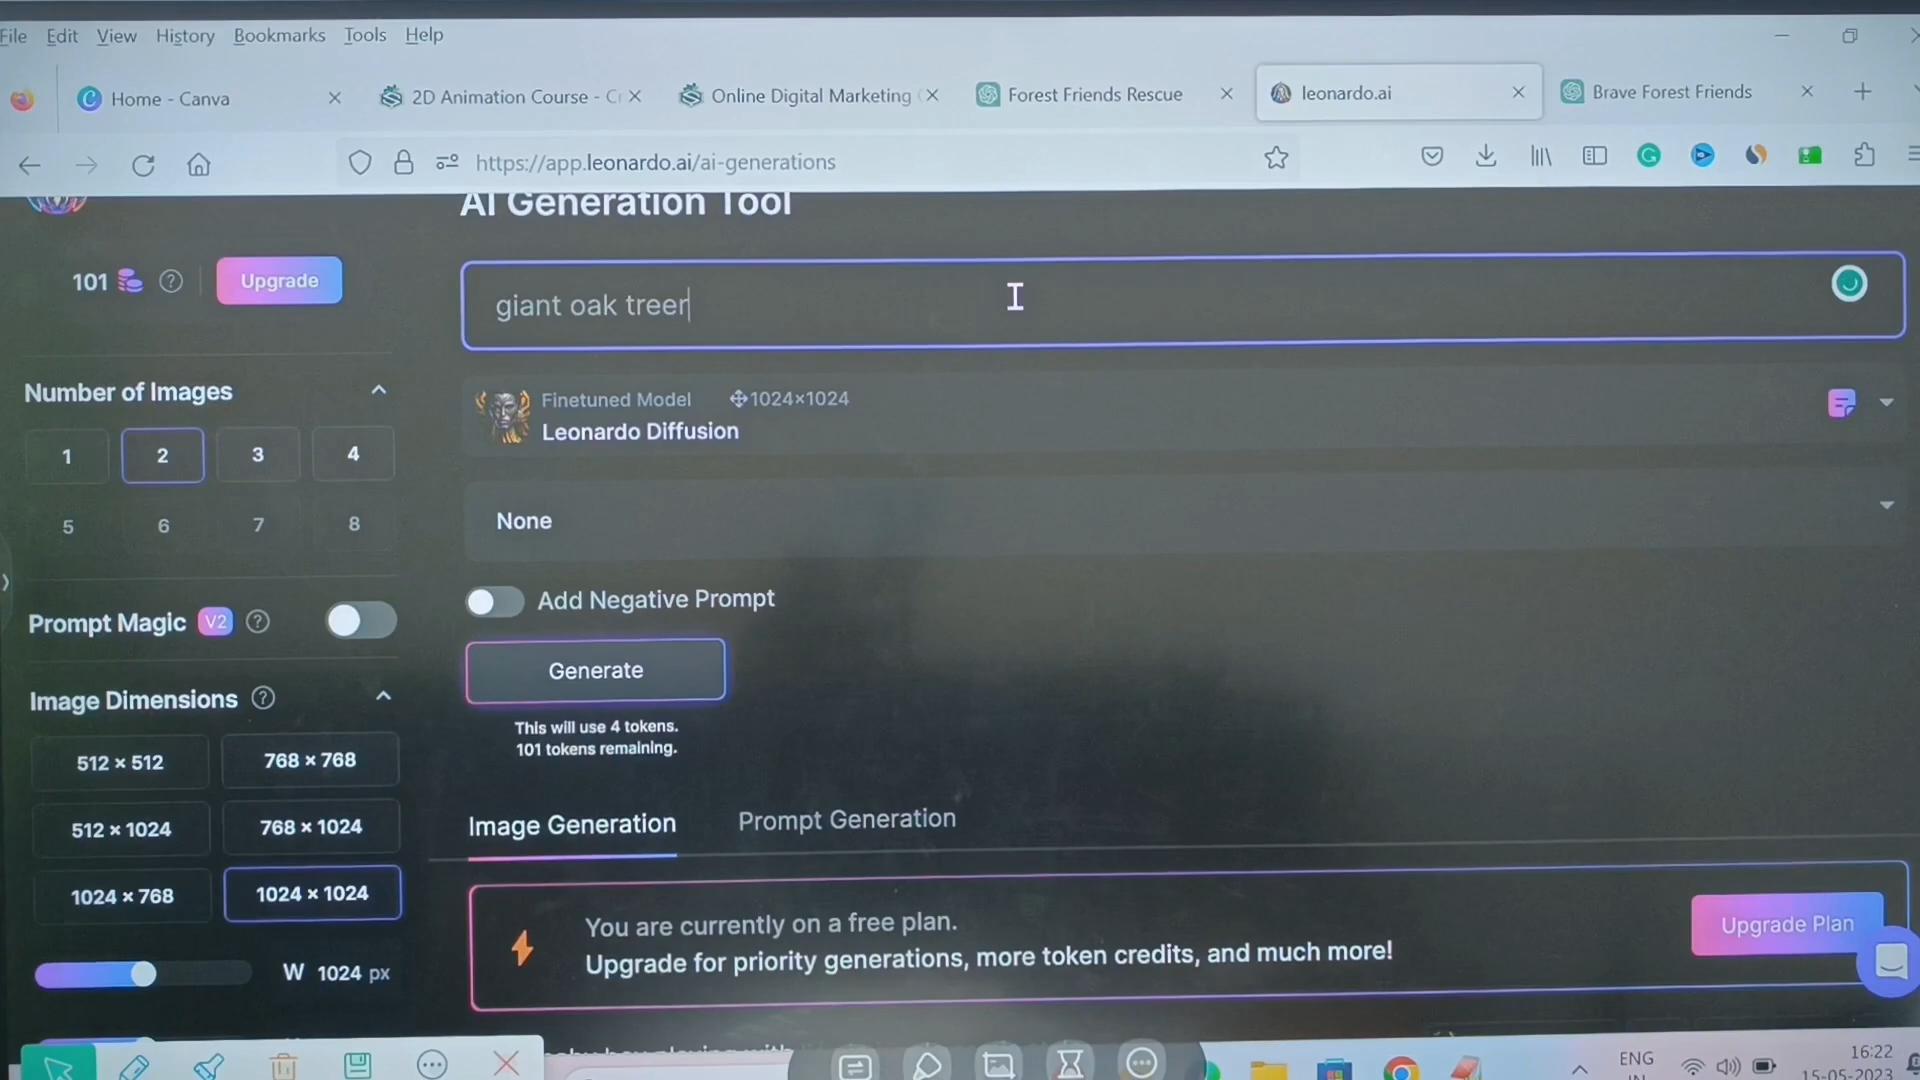 File Edit View History Bookmarks Tools Help
Home - Canva
2D Animation Course - Cr
Online Digital Marketing
Forest Friends Rescue
leonardo.ai
Brave Forest Friends
https://app.leonardo.ai/ai-generations
AI Generation Tool
101
Upgrade
giant oak treer
Number of Images
1 2 3 4
5 6 7 8
Finetuned Model 1024×1024
Leonardo Diffusion
None
Prompt Magic V2
Add Negative Prompt
Generate
This will use 4 tokens.
101 tokens remaining.
Image Dimensions
512 × 512 768 × 768
512 × 1024 768 × 1024
1024 × 768 1024 × 1024
W 1024 px
Image Generation Prompt Generation
You are currently on a free plan.
Upgrade for priority generations, more token credits, and much more!
Upgrade Plan
ENG
IN
16:22
15-05-2023